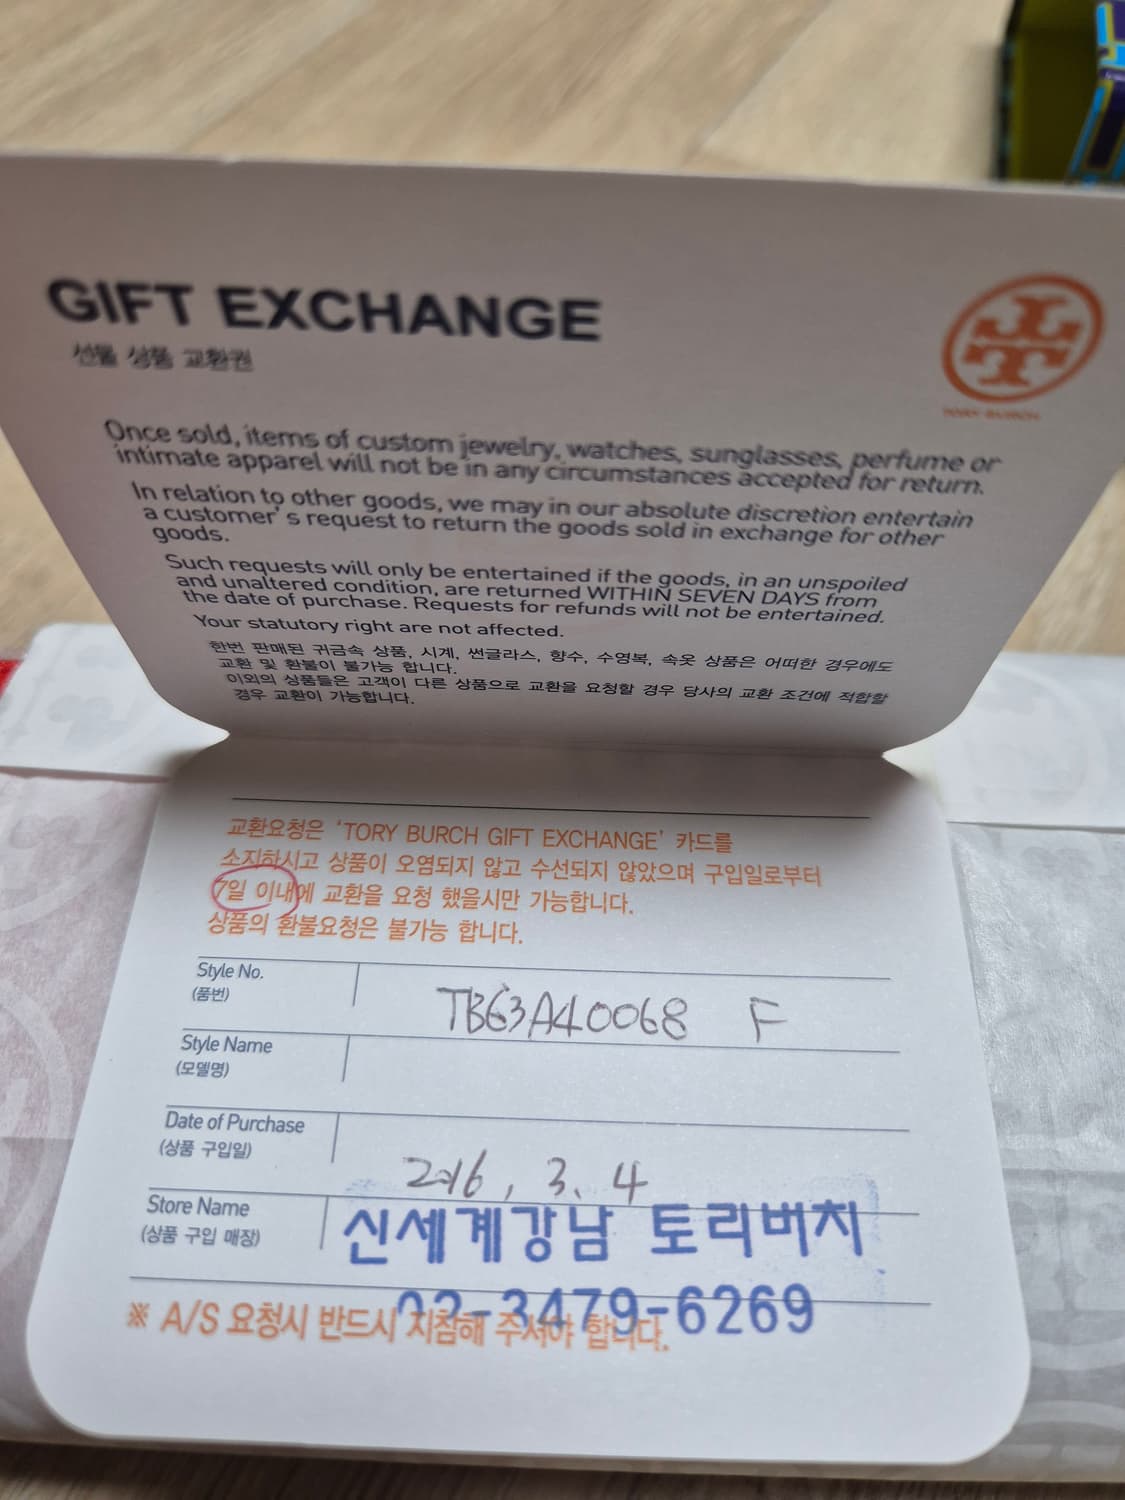 GIFT EXCHANGE
선물 상품 교환권
TORY BURCH
Once sold, items of custom jewelry, watches, sunglasses, perfume or
intimate apparel will not be in any circumstances accepted for return.
In relation to other goods, we may in our absolute discretion entertain
a customer's request to return the goods sold in exchange for other
goods.
Such requests will only be entertained if the goods, in an unspoiled
and unaltered condition, are returned WITHIN SEVEN DAYS from
the date of purchase. Requests for refunds will not be entertained.
Your statutory right are not affected.
한번 판매된 귀금속 상품, 시계, 썬글라스, 향수, 수영복, 속옷 상품은 어떠한 경우에도
교환 및 환불이 불가능 합니다.
이외의 상품들은 고객이 다른 상품으로 교환을 요청할 경우 당사의 교환 조건에 적합할
경우 교환이 가능합니다.
교환요청은 'TORY BURCH GIFT EXCHANGE' 카드를
소지하시고 상품이 오염되지 않고 수선되지 않았으며 구입일로부터
7일 이내에 교환을 요청 했을시만 가능합니다.
상품의 환불요청은 불가능 합니다.
Style No.
(품번)
TB63A40068 F
Style Name
(모델명)
Date of Purchase
(상품 구입일)
2016, 3. 4
Store Name
(상품 구입 매장)
신세계강남 토리버치
02-3479-6269
※ A/S 요청시 반드시 지참해 주셔야 합니다.